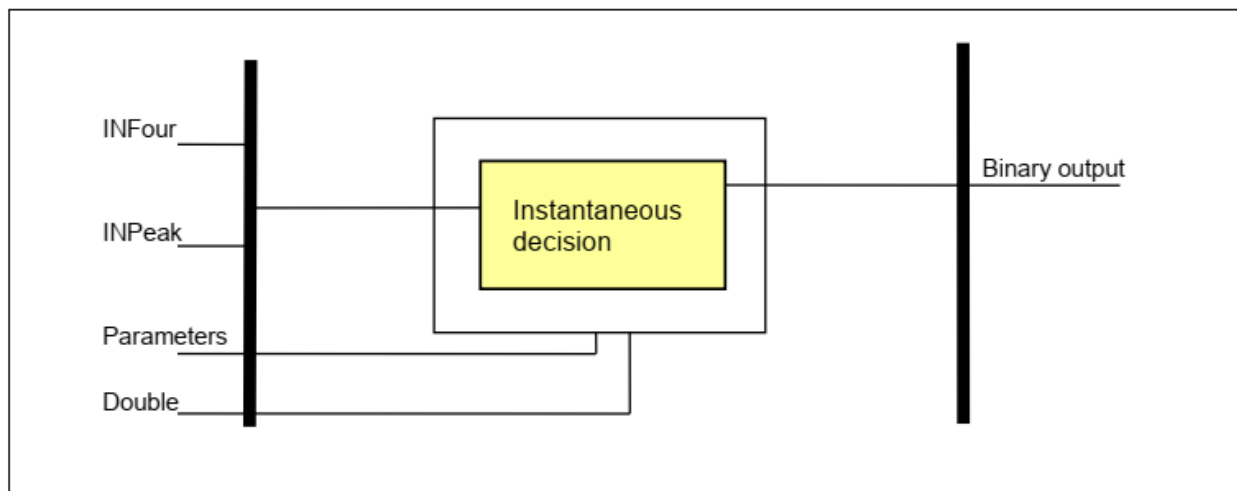 INFour
INPeak
Parameters
Double
Instantaneous
decision
Binary output